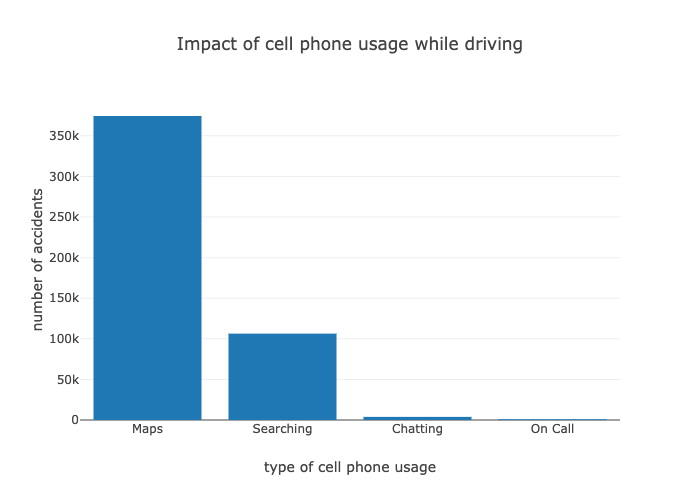 Impact of cell phone usage while driving
number of accidents
350k
300k
250k
200k
150k
100k
50k
0
Maps
Searching
Chatting
On Call
type of cell phone usage